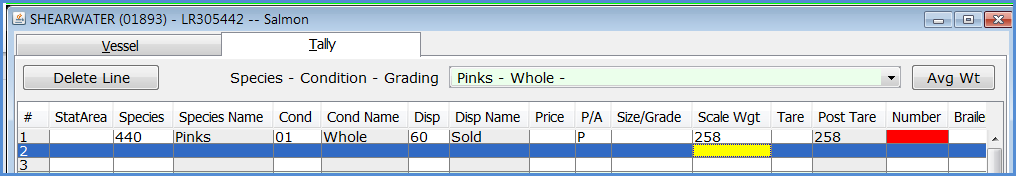 SHEARWATER (01893) - LR305442 -- Salmon
Vessel Tally
Delete Line Species - Condition - Grading Pinks - Whole - Avg Wt
# StatArea Species Species Name Cond Cond Name Disp Disp Name Price P/A Size/Grade Scale Wgt Tare Post Tare Number Braile
1 440 Pinks 01 Whole 60 Sold P 258 258
2
3